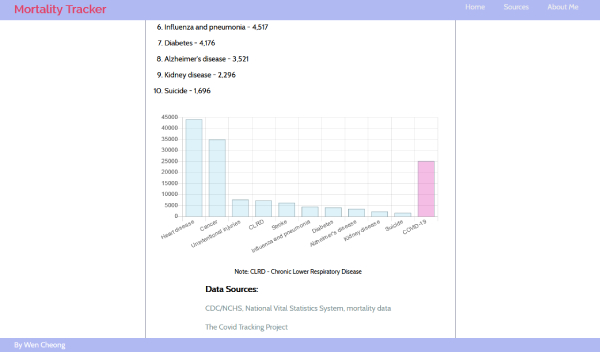 Mortality Tracker
Home Sources About Me
6. Influenza and pneumonia - 4,517
7. Diabetes - 4,176
8. Alzheimer's disease - 3,521
9. Kidney disease - 2,296
10. Suicide - 1,696
45000
40000
35000
30000
25000
20000
15000
10000
5000
0
Heart disease
Cancer
Unintentional injuries
CLRD
Stroke
Influenza and pneumonia
Diabetes
Alzheimer's disease
Kidney disease
Suicide
COVID-19
Note: CLRD - Chronic Lower Respiratory Disease
Data Sources:
CDC/NCHS, National Vital Statistics System, mortality data
The Covid Tracking Project
By Wen Cheong